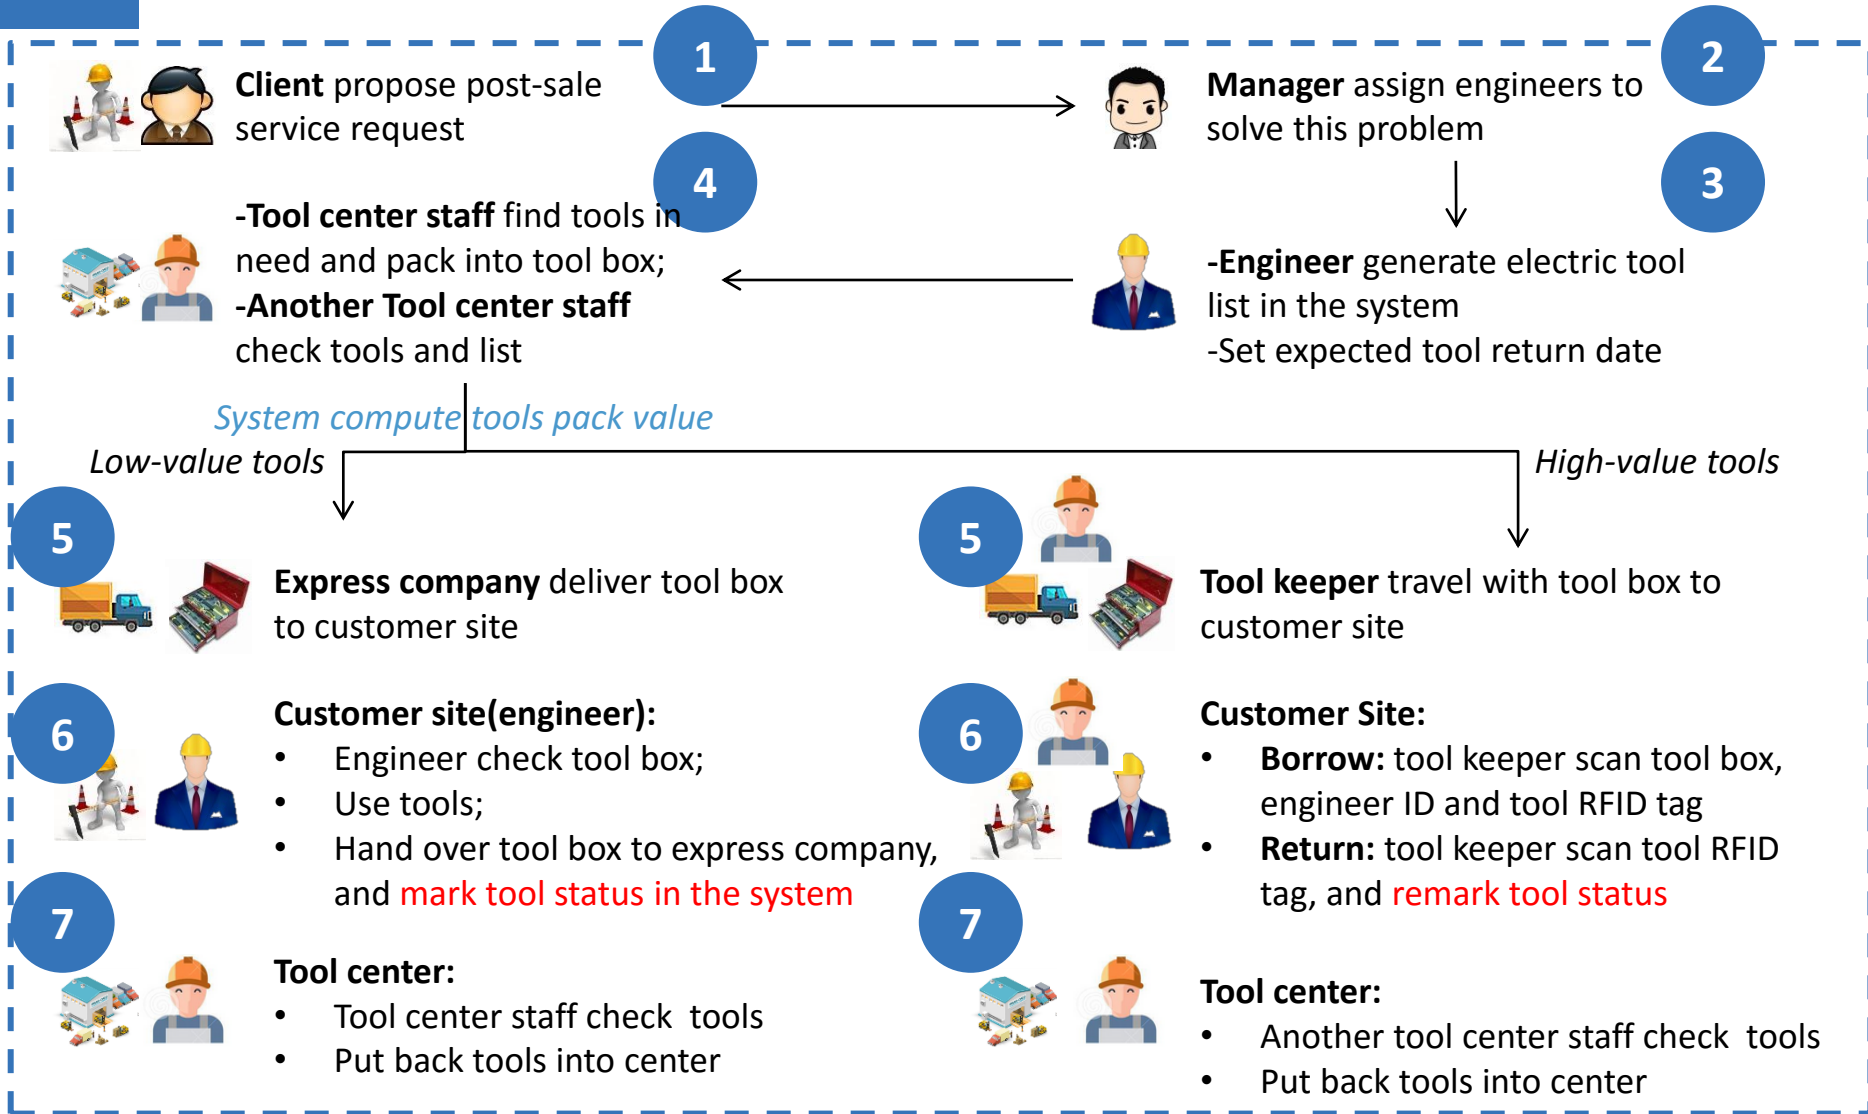 1
Client propose post-sale
service request
2
Manager assign engineers to
solve this problem
3
-Engineer generate electric tool
list in the system
-Set expected tool return date
4
-Tool center staff find tools in
need and pack into tool box;
-Another Tool center staff
check tools and list
System compute tools pack value
Low-value tools
High-value tools
5
Express company deliver tool box
to customer site
6
Customer site(engineer):
• Engineer check tool box;
• Use tools;
• Hand over tool box to express company,
and mark tool status in the system
7
Tool center:
• Tool center staff check  tools
• Put back tools into center
5
Tool keeper travel with tool box to
customer site
6
Customer Site:
• Borrow: tool keeper scan tool box,
engineer ID and tool RFID tag
• Return: tool keeper scan tool RFID
tag, and remark tool status
7
Tool center:
• Another tool center staff check  tools
• Put back tools into center